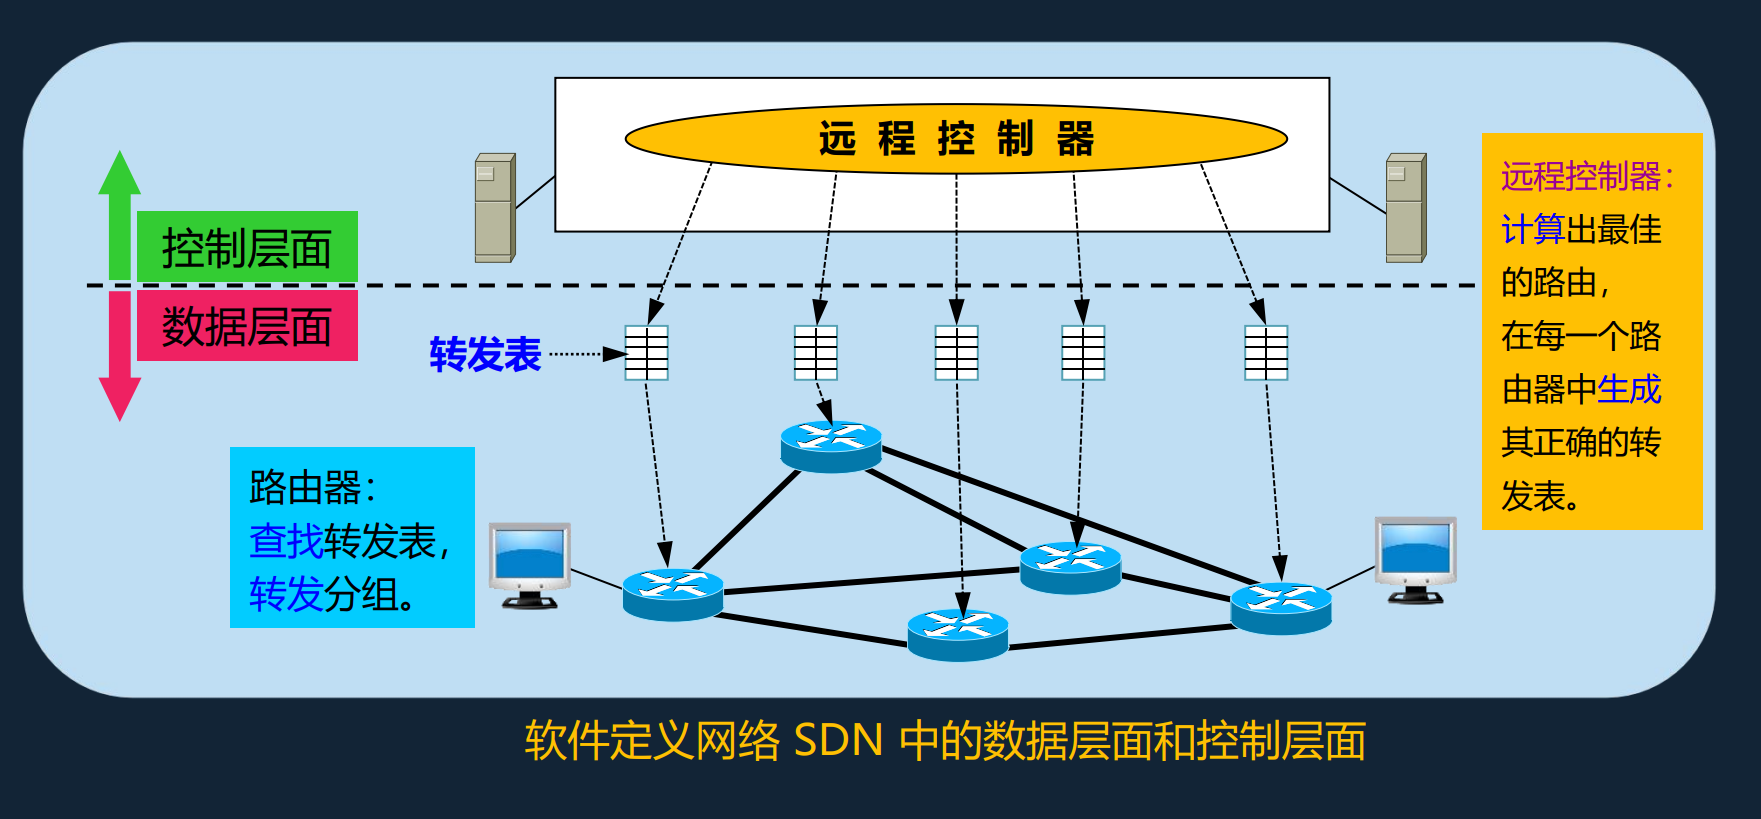 远程控制器
控制层面
数据层面
转发表
远程控制器：
计算出最佳
的路由，
在每一个路
由器中生成
其正确的转
发表。
路由器：
查找转发表，
转发分组。
软件定义网络 SDN 中的数据层面和控制层面